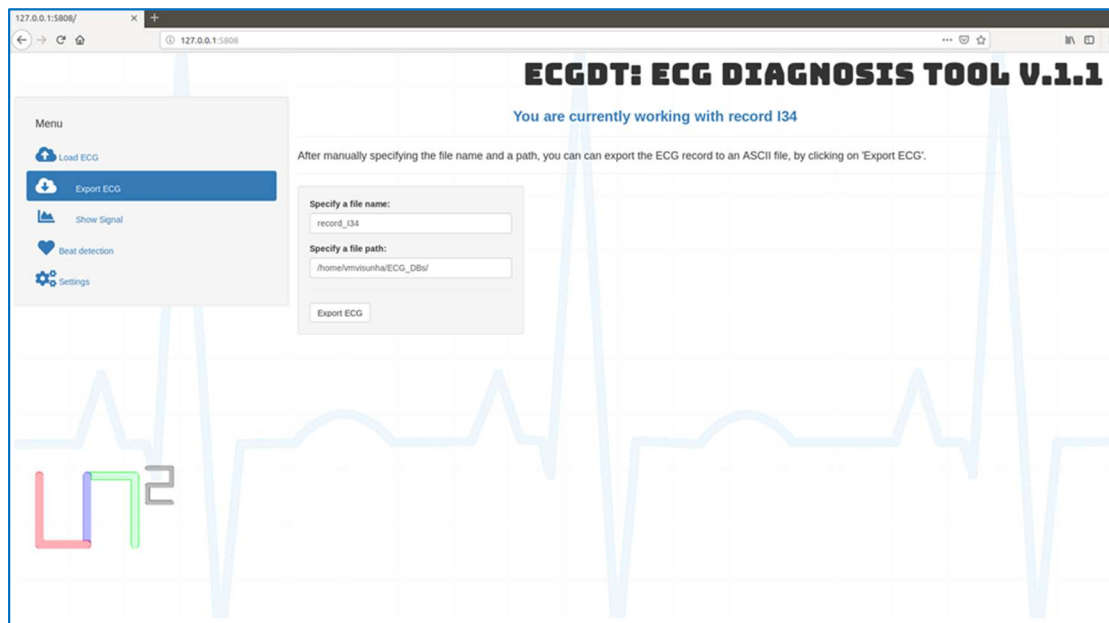 127.0.0.1:5808/
127.0.0.1:5808
ECGDT: ECG DIAGNOSIS TOOL V.1.1
Menu
Load ECG
Export ECG
Show Signal
Beat detection
Settings
You are currently working with record I34
After manually specifying the file name and a path, you can can export the ECG record to an ASCII file, by clicking on 'Export ECG'.
Specify a file name:
record_I34
Specify a file path:
/home/vmvisunha/ECG_DBs/
Export ECG
un2